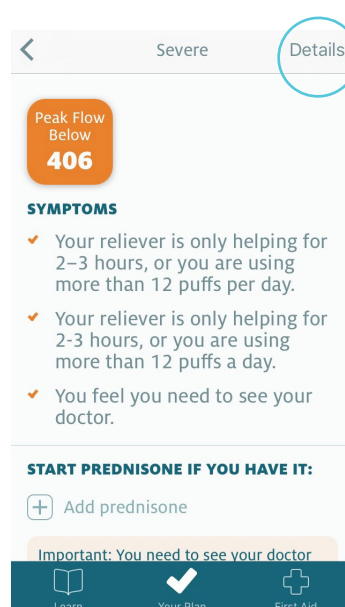 Severe
Details
Peak Flow
Below
406
SYMPTOMS
Your reliever is only helping for
2–3 hours, or you are using
more than 12 puffs per day.
Your reliever is only helping for
2-3 hours, or you are using
more than 12 puffs a day.
You feel you need to see your
doctor.
START PREDNISONE IF YOU HAVE IT:
Add prednisone
Important: You need to see your doctor
Learn
Your Plan
First Aid